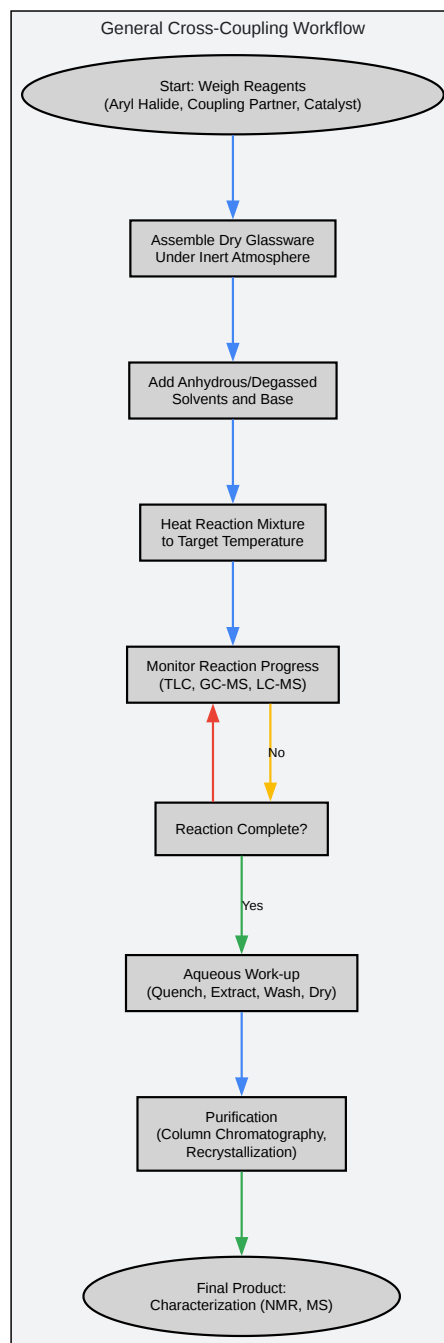 General Cross-Coupling Workflow
Start: Weigh Reagents
(Aryl Halide, Coupling Partner, Catalyst)
Assemble Dry Glassware
Under Inert Atmosphere
Add Anhydrous/Degassed
Solvents and Base
Heat Reaction Mixture
to Target Temperature
Monitor Reaction Progress
(TLC, GC-MS, LC-MS)
No
Reaction Complete?
Yes
Aqueous Work-up
(Quench, Extract, Wash, Dry)
Purification
(Column Chromatography,
Recrystallization)
Final Product:
Characterization (NMR, MS)